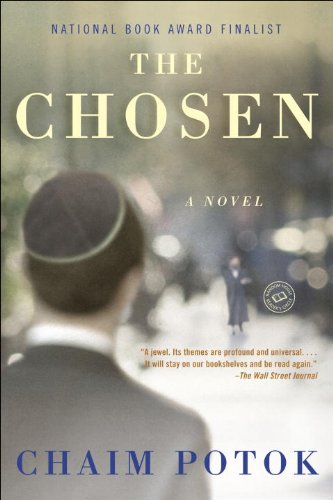 NATIONAL BOOK AWARD FINALIST
THE
CHOSEN
A NOVEL
"A jewel. Its themes are profound and universal. . . .
It will stay on our bookshelves and be read again."
–The Wall Street Journal
CHAIM POTOK